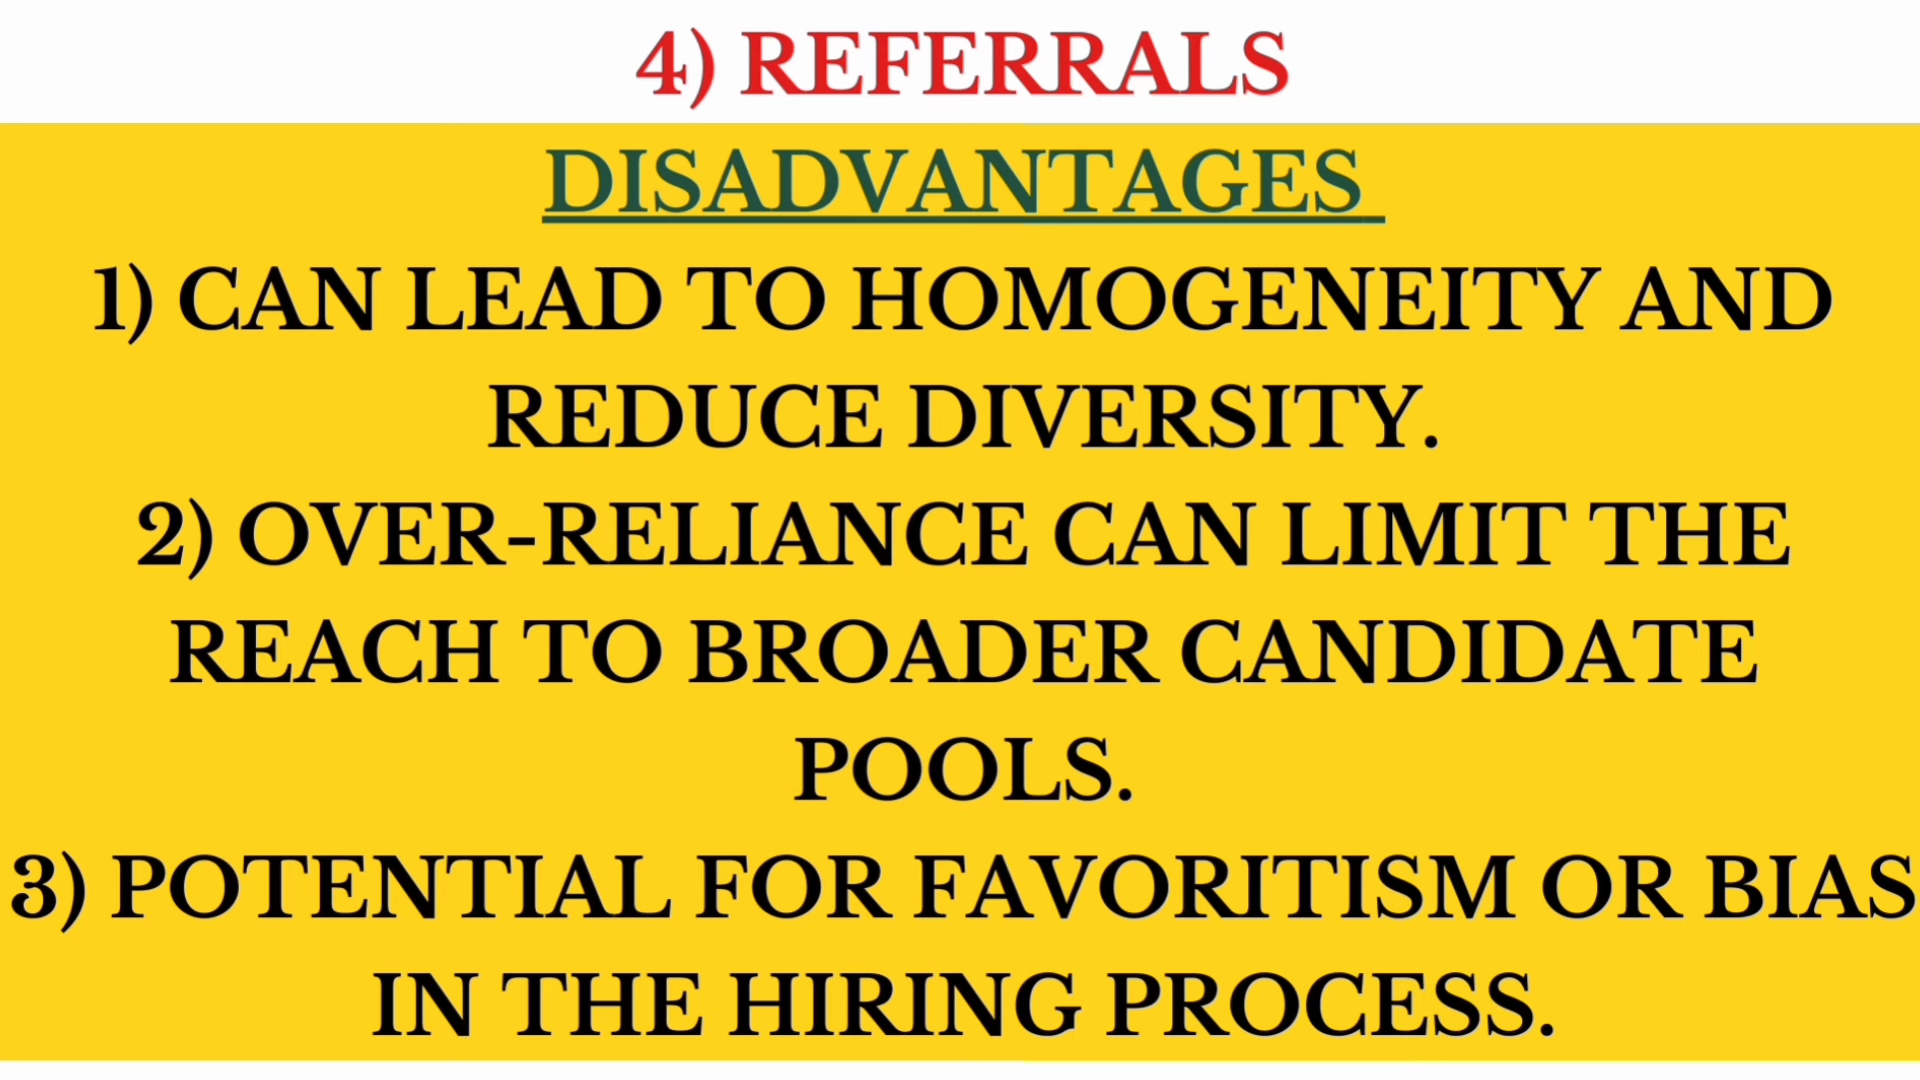 4) REFERRALS
DISADVANTAGES
1) CAN LEAD TO HOMOGENEITY AND
REDUCE DIVERSITY.
2) OVER-RELIANCE CAN LIMIT THE
REACH TO BROADER CANDIDATE
POOLS.
3) POTENTIAL FOR FAVORITISM OR BIAS
IN THE HIRING PROCESS.